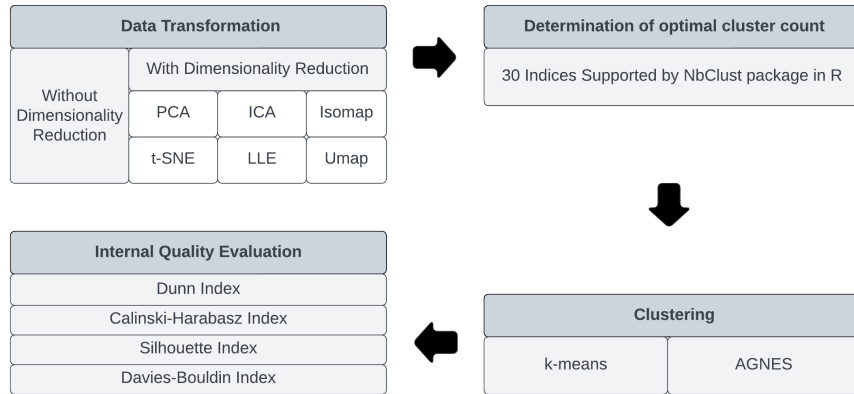 Data Transformation
Without
Dimensionality
Reduction
With Dimensionality Reduction
PCA
ICA
Isomap
t-SNE
LLE
Umap
Determination of optimal cluster count
30 Indices Supported by NbClust package in R
Clustering
k-means
AGNES
Internal Quality Evaluation
Dunn Index
Calinski-Harabasz Index
Silhouette Index
Davies-Bouldin Index